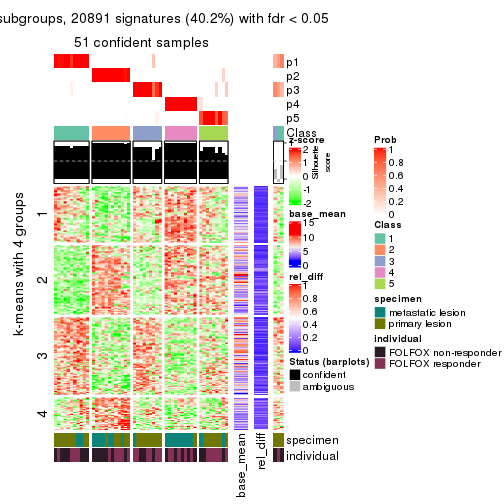 subgroups, 20891 signatures (40.2%) with fdr < 0.05
51 confident samples
p1
p2
p3
p4
p5
Class
Silhouette
score
k-means with 4 groups
1
2
3
4
base_mean
rel_diff
specimen
individual
z-score
2
1
0
-1
-2
base_mean
15
10
5
0
rel_diff
1
0.8
0.6
0.4
0.2
0
Status (barplots)
confident
ambiguous
Prob
1
0.8
0.6
0.4
0.2
0
Class
1
2
3
4
5
specimen
metastatic lesion
primary lesion
individual
FOLFOX non-responder
FOLFOX responder